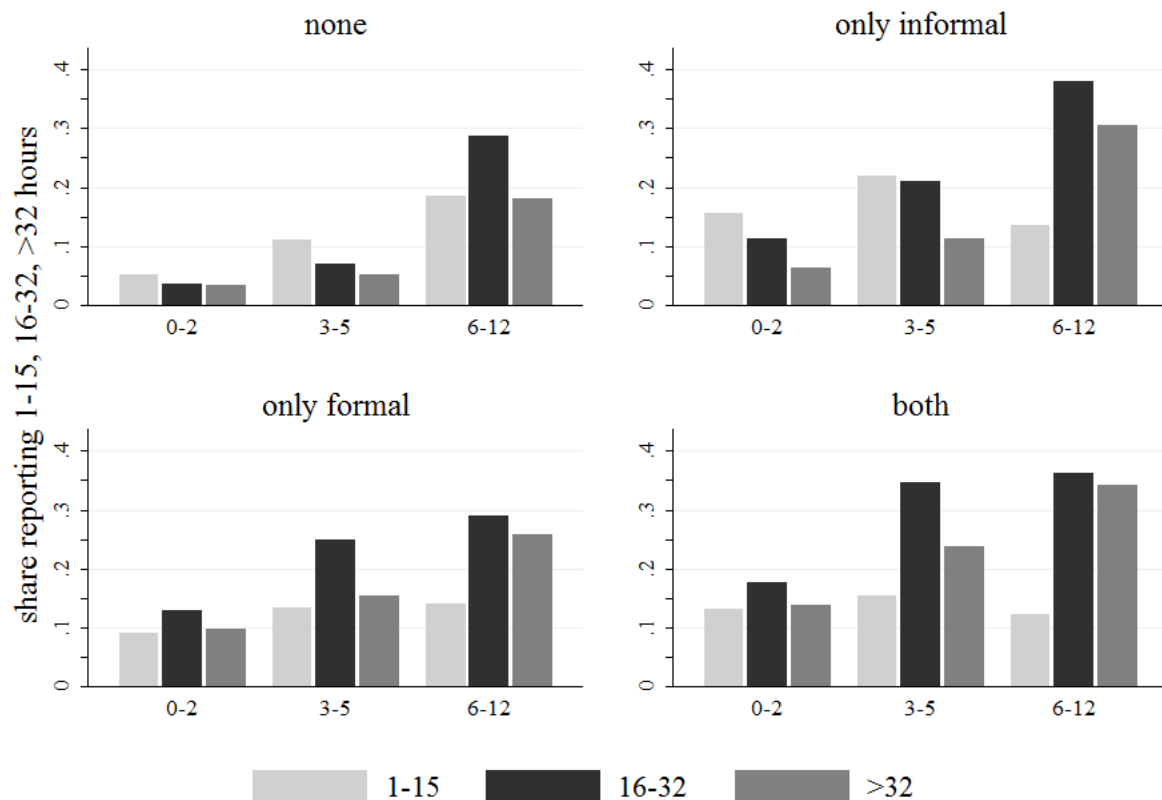 none
only informal
share reporting 1-15, 16-32, >32 hours
.4
.3
.2
.1
0
0-2 3-5 6-12
.4
.3
.2
.1
0
0-2 3-5 6-12
only formal
both
.4
.3
.2
.1
0
0-2 3-5 6-12
.4
.3
.2
.1
0
0-2 3-5 6-12
1-15 16-32 >32